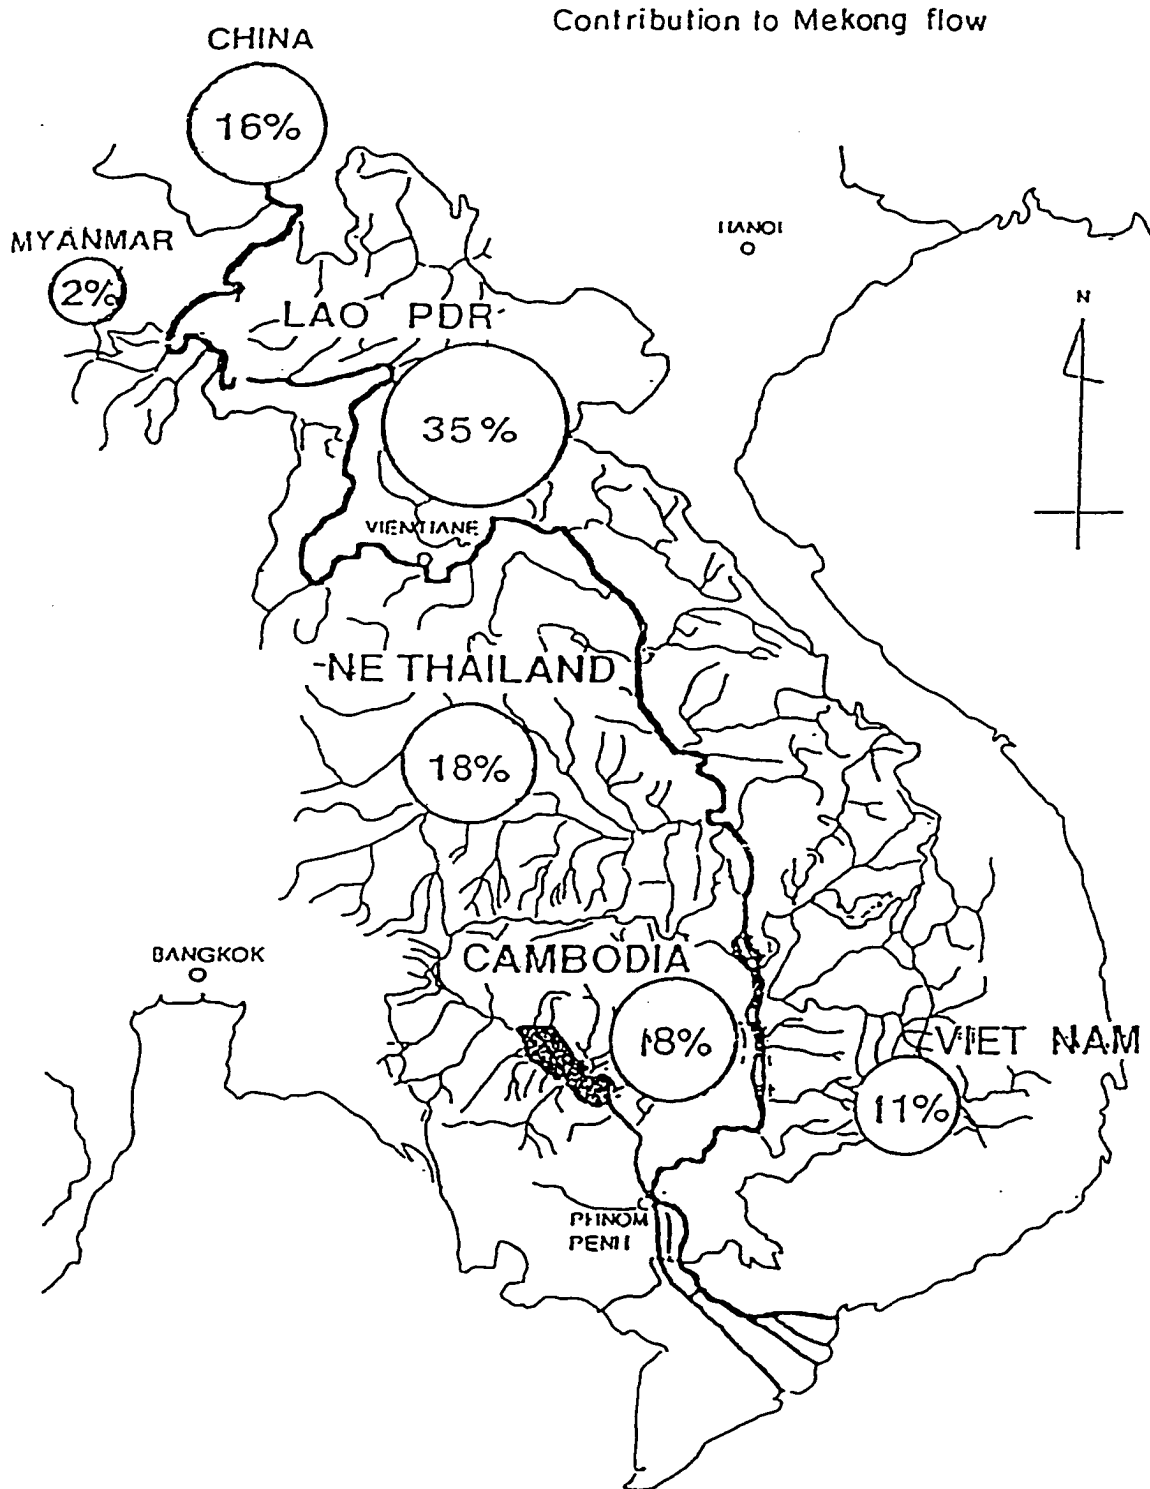 Contribution to Mekong flow
CHINA
16%
MYANMAR
2%
HANOI
N
LAO PDR
35%
VIENTIANE
NE THAILAND
18%
BANGKOK
CAMBODIA
18%
VIET NAM
11%
PHNOM
PENH